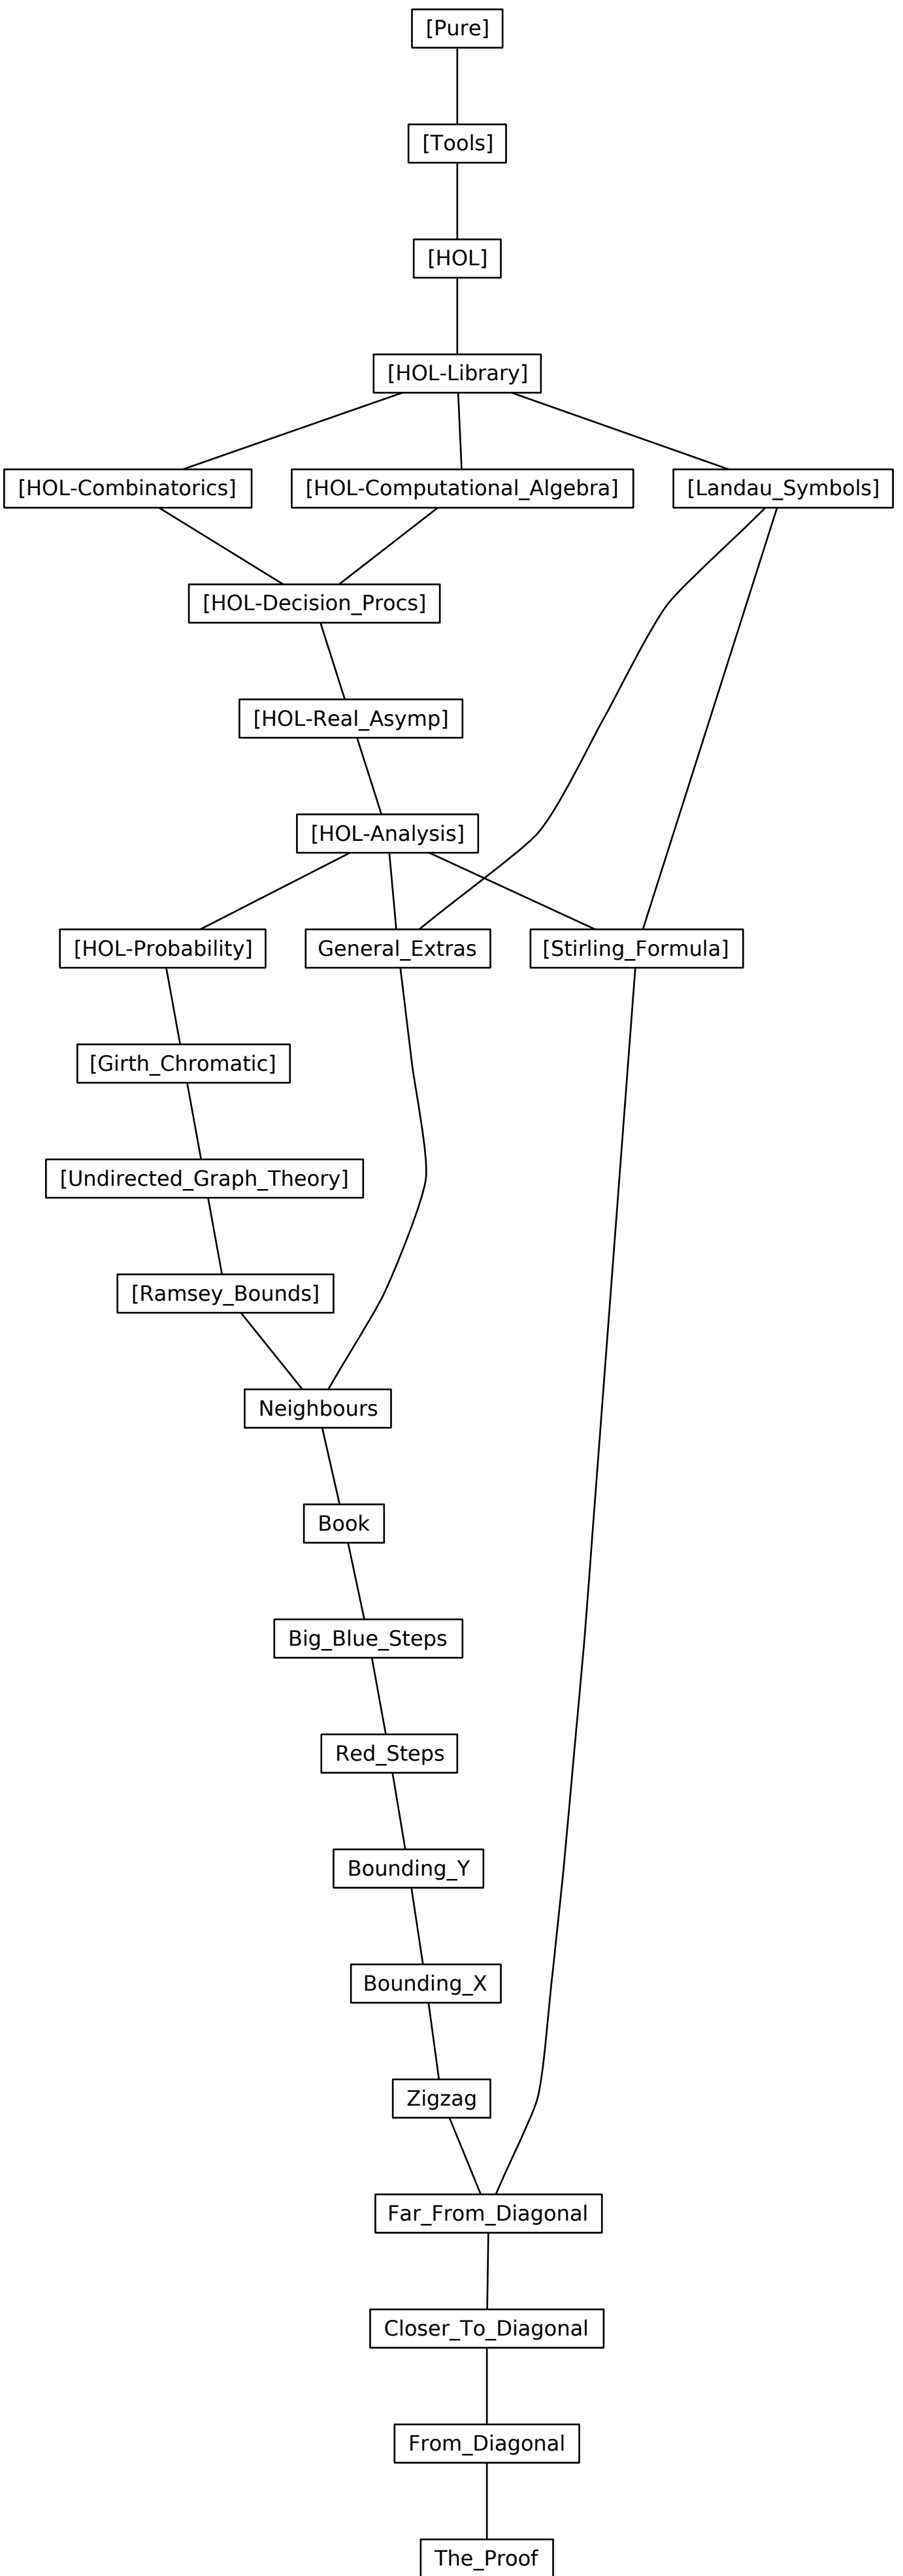 [Pure]
[Tools]
[HOL]
[HOL-Library]
[HOL-Combinatorics]
[HOL-Computational_Algebra]
[Landau_Symbols]
[HOL-Decision_Procs]
[HOL-Real_Asymp]
[HOL-Analysis]
[HOL-Probability]
General_Extras
[Stirling_Formula]
[Girth_Chromatic]
[Undirected_Graph_Theory]
[Ramsey_Bounds]
Neighbours
Book
Big_Blue_Steps
Red_Steps
Bounding_Y
Bounding_X
Zigzag
Far_From_Diagonal
Closer_To_Diagonal
From_Diagonal
The_Proof